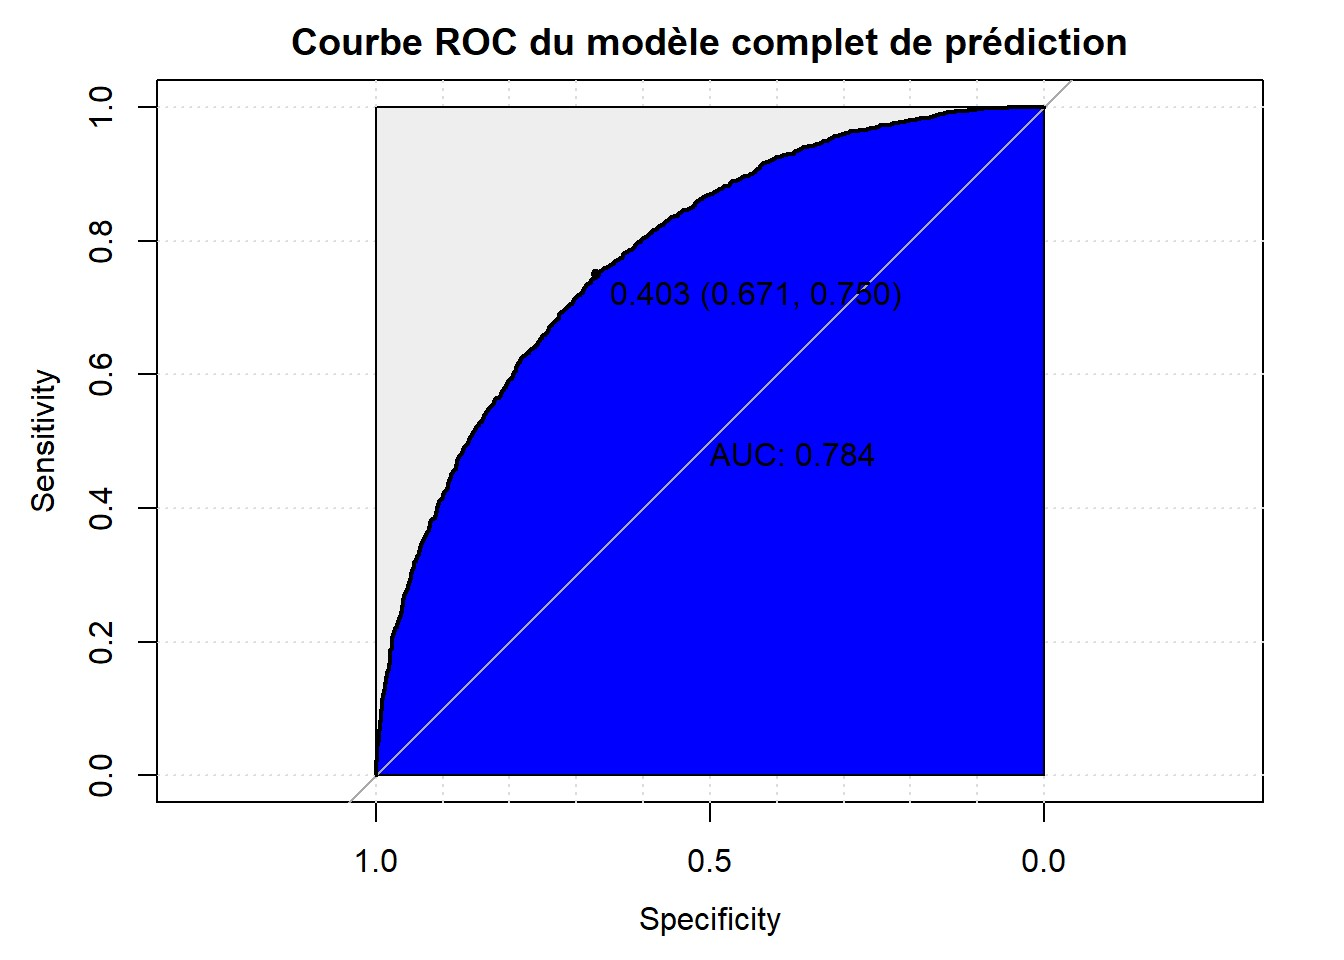 Courbe ROC du modèle complet de prédiction
Sensitivity
1.0
0.8
0.6
0.4
0.2
0.0
0.403 (0.671, 0.750)
AUC: 0.784
1.0
0.5
0.0
Specificity